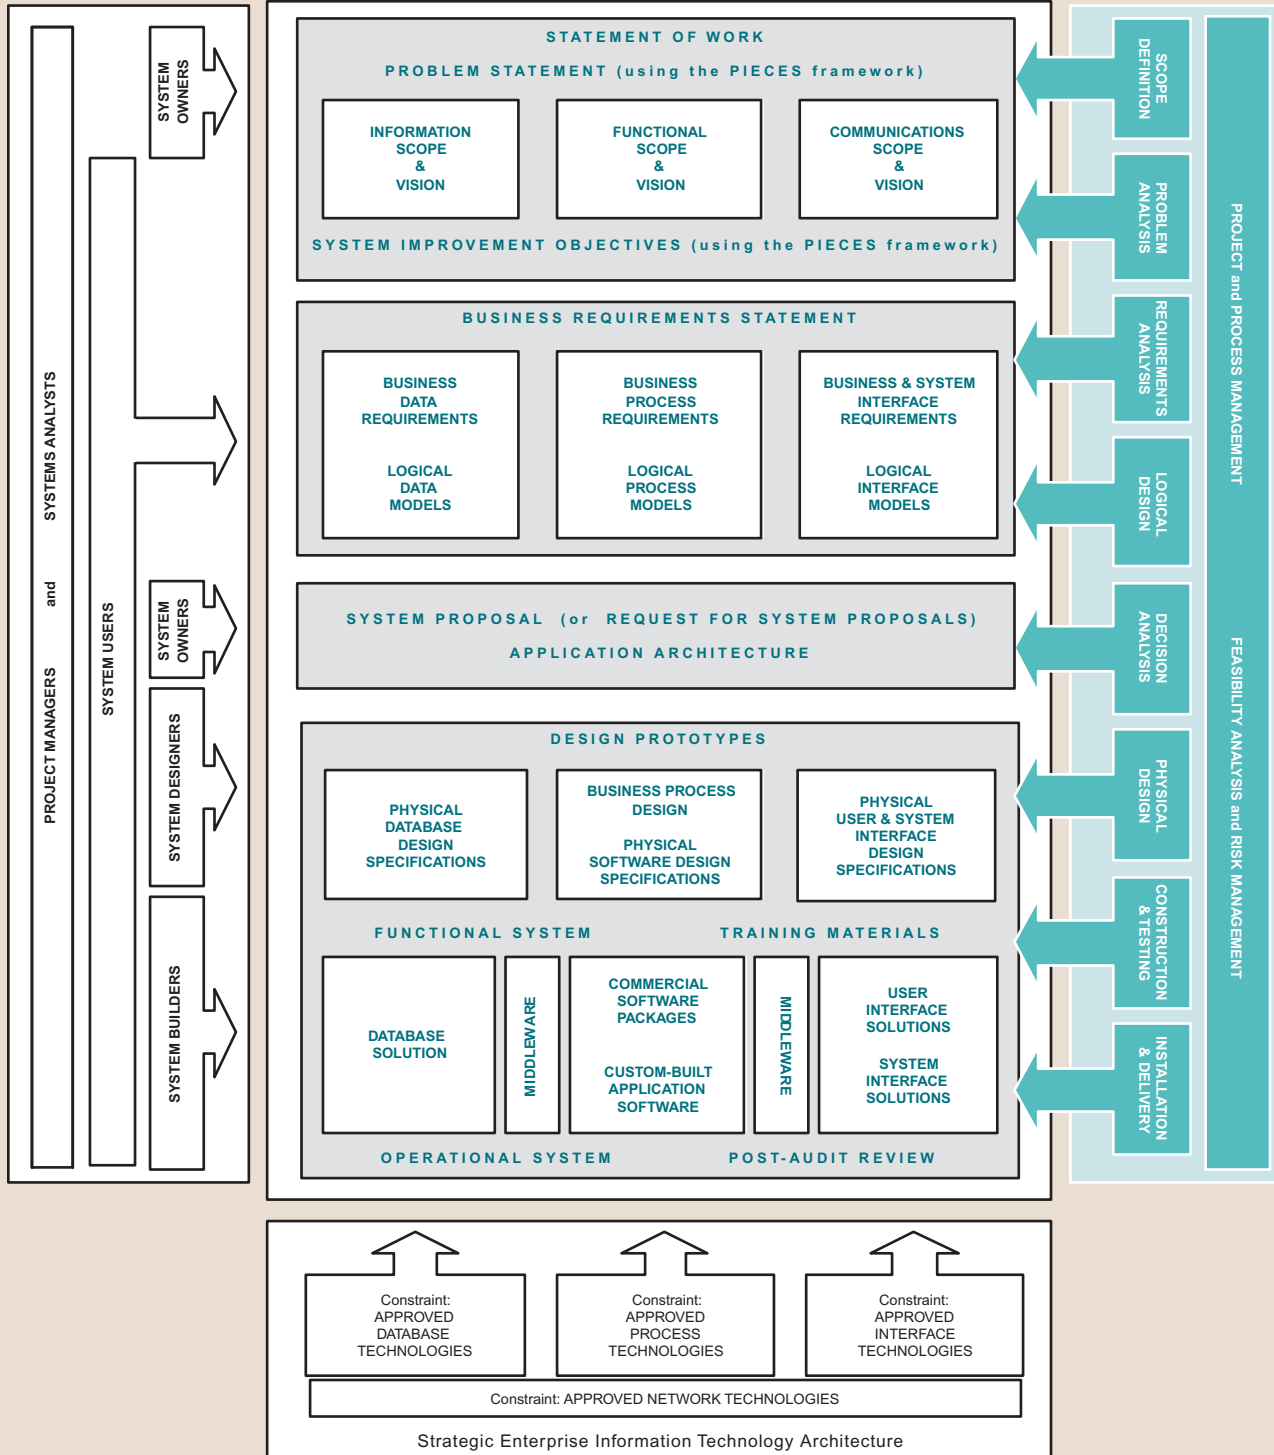 SYSTEMS ANALYSTS
and
PROJECT MANAGERS
SYSTEM USERS
SYSTEM
OWNERS
SYSTEM
OWNERS
SYSTEM DESIGNERS
SYSTEM BUILDERS
STATEMENT OF WORK
PROBLEM STATEMENT (using the PIECES framework)
INFORMATION
SCOPE
&
VISION
FUNCTIONAL
SCOPE
&
VISION
COMMUNICATIONS
SCOPE
&
VISION
SYSTEM IMPROVEMENT OBJECTIVES (using the PIECES framework)
BUSINESS REQUIREMENTS STATEMENT
BUSINESS
DATA
REQUIREMENTS
LOGICAL
DATA
MODELS
BUSINESS
PROCESS
REQUIREMENTS
LOGICAL
PROCESS
MODELS
BUSINESS & SYSTEM
INTERFACE
REQUIREMENTS
LOGICAL
INTERFACE
MODELS
SYSTEM PROPOSAL (or REQUEST FOR SYSTEM PROPOSALS)
APPLICATION ARCHITECTURE
DESIGN PROTOTYPES
PHYSICAL
DATABASE
DESIGN
SPECIFICATIONS
BUSINESS PROCESS
DESIGN
PHYSICAL
SOFTWARE DESIGN
SPECIFICATIONS
PHYSICAL
USER & SYSTEM
INTERFACE
DESIGN
SPECIFICATIONS
FUNCTIONAL SYSTEM
TRAINING MATERIALS
DATABASE
SOLUTION
MIDDLEWARE
COMMERCIAL
SOFTWARE
PACKAGES
CUSTOM-BUILT
APPLICATION
SOFTWARE
MIDDLEWARE
USER
INTERFACE
SOLUTIONS
SYSTEM
INTERFACE
SOLUTIONS
OPERATIONAL SYSTEM
POST-AUDIT REVIEW
SCOPE
DEFINITION
PROBLEM
ANALYSIS
REQUIREMENTS
ANALYSIS
LOGICAL
DESIGN
DECISION
ANALYSIS
PHYSICAL
DESIGN
CONSTRUCTION
& TESTING
INSTALLATION
& DELIVERY
PROJECT and PROCESS MANAGEMENT
FEASIBILITY ANALYSIS and RISK MANAGEMENT
Constraint:
APPROVED
DATABASE
TECHNOLOGIES
Constraint:
APPROVED
PROCESS
TECHNOLOGIES
Constraint:
APPROVED
INTERFACE
TECHNOLOGIES
Constraint: APPROVED NETWORK TECHNOLOGIES
Strategic Enterprise Information Technology Architecture